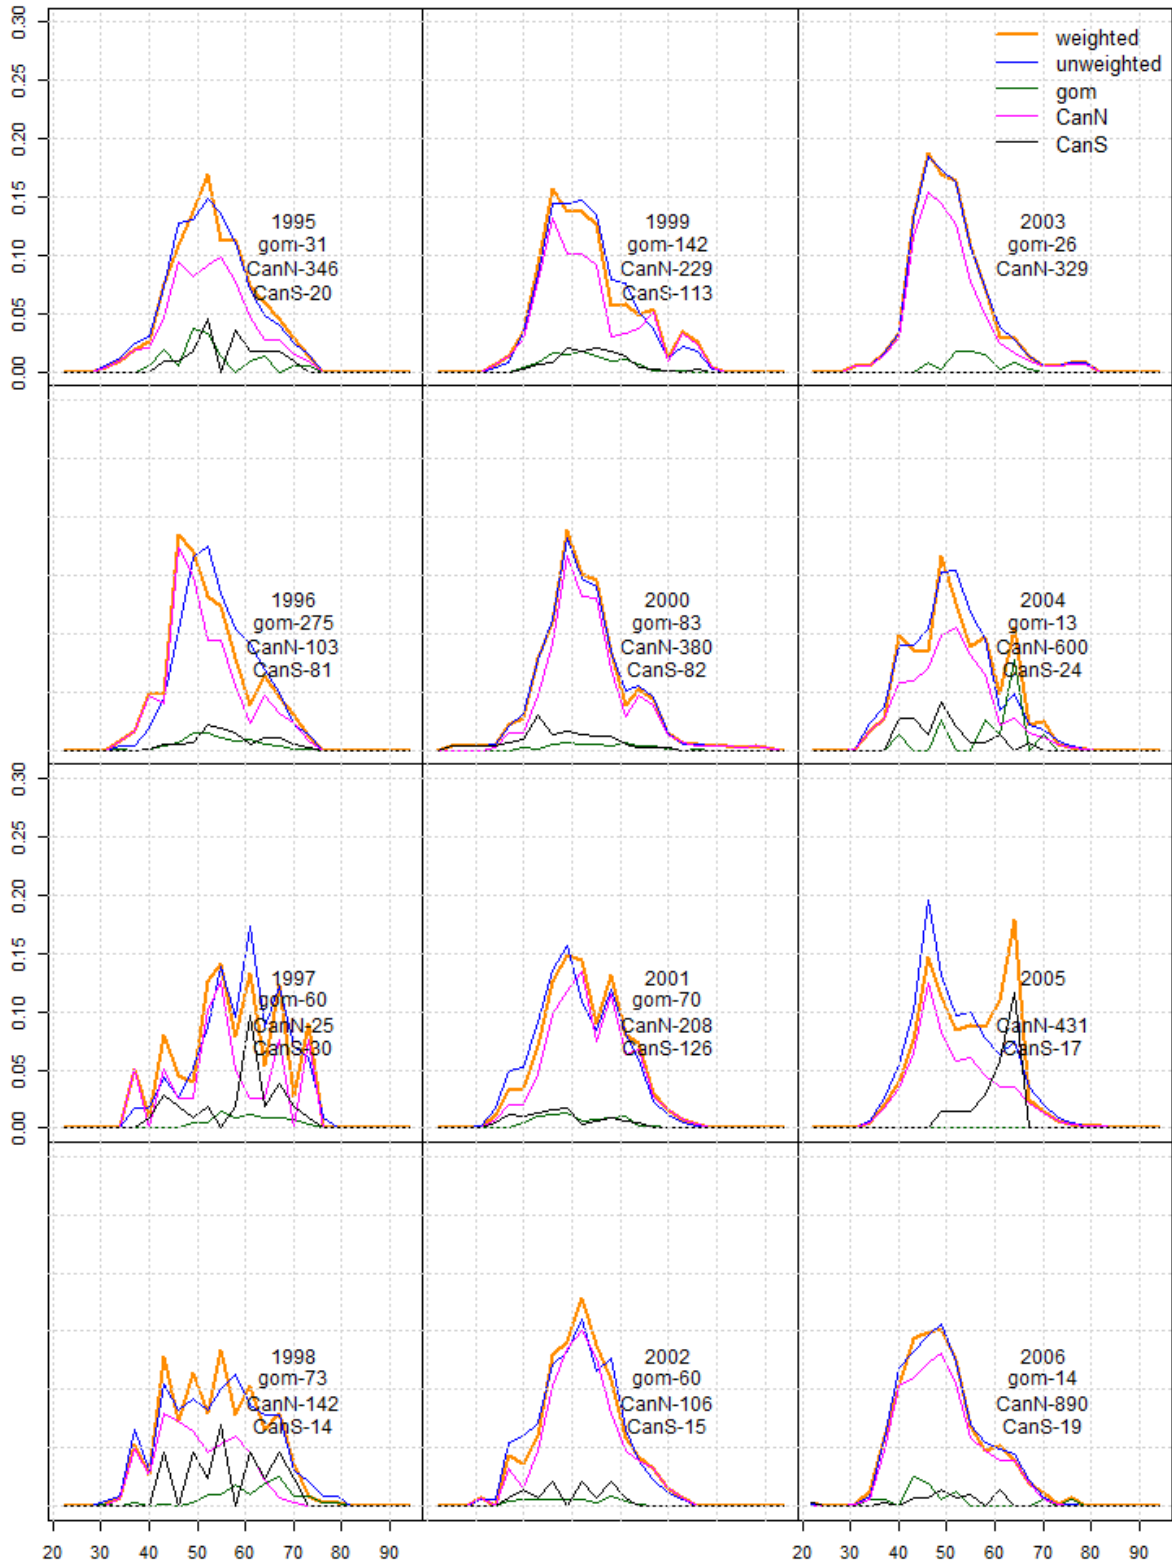 0.30
0.25
0.20
0.15
0.10
0.05
0.00
weighted
unweighted
gom
CanN
CanS
1995
gom-31
CanN-346
CanS-20
1999
gom-142
CanN-229
CanS-113
2003
gom-26
CanN-329
1996
gom-275
CanN-103
CanS-81
2000
gom-83
CanN-380
CanS-82
2004
gom-13
CanN-600
CanS-24
0.30
0.25
0.20
0.15
0.10
0.05
0.00
1997
gom-60
CanN-25
CanS-30
2001
gom-70
CanN-208
CanS-126
2005
CanN-431
CanS-17
1998
gom-73
CanN-142
CanS-14
2002
gom-60
CanN-106
CanS-15
2006
gom-14
CanN-890
CanS-19
20 30 40 50 60 70 80 90
20 30 40 50 60 70 80 90